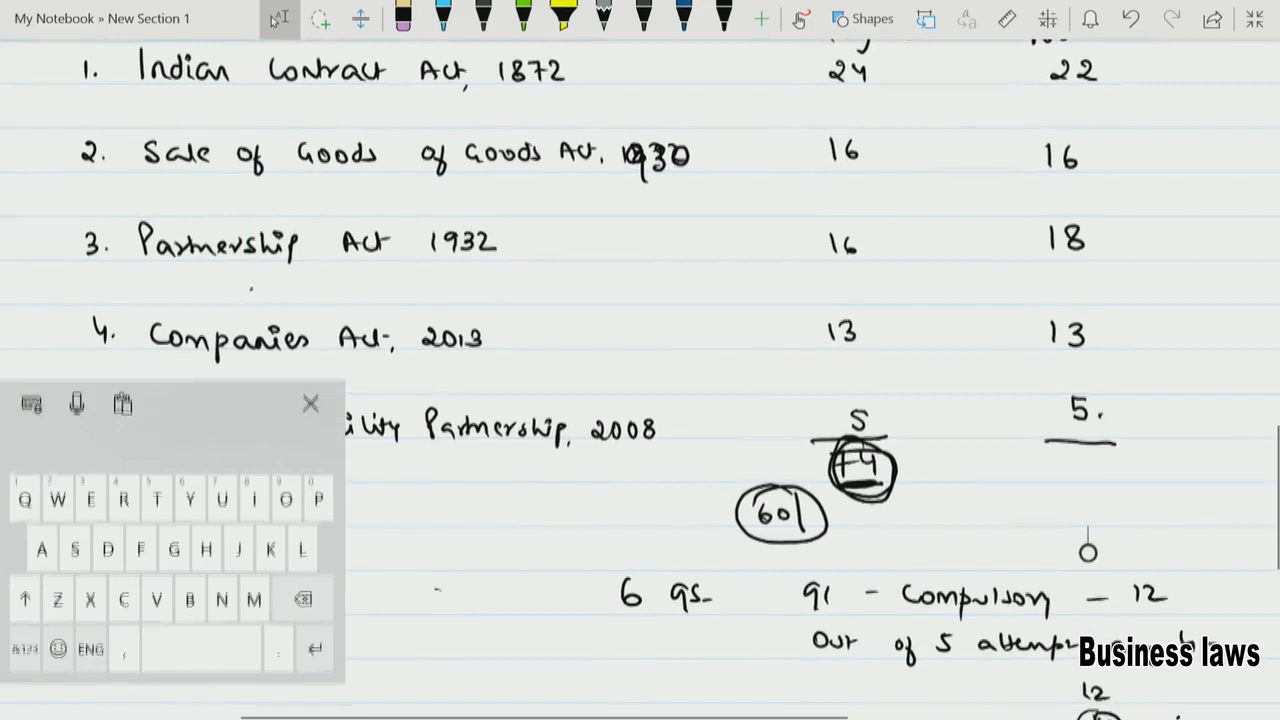 My Notebook » New Section 1
Shapes
1. Indian Contract Act, 1872 24 22
2. Sale of Goods of Goods Act, 1930 16 16
3. Partnership Act 1932 16 18
4. Companies Act, 2013 13 13
ility Partnership, 2008 5 5.
74
60
6 qs
Q1 - Compulsory - 12
Out of 5 attempt
Business laws
12
Q W E R T Y U I O P
A S D F G H J K L
Z X C V B N M
&123 ENG , .